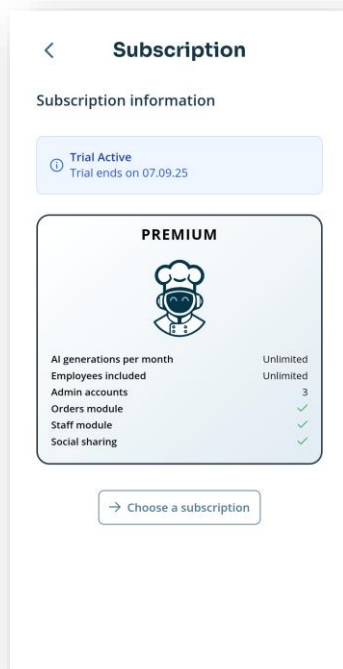 Subscription
Subscription information
Trial Active
Trial ends on 07.09.25
PREMIUM
AI generations per month Unlimited
Employees included Unlimited
Admin accounts 3
Orders module
Staff module
Social sharing
Choose a subscription